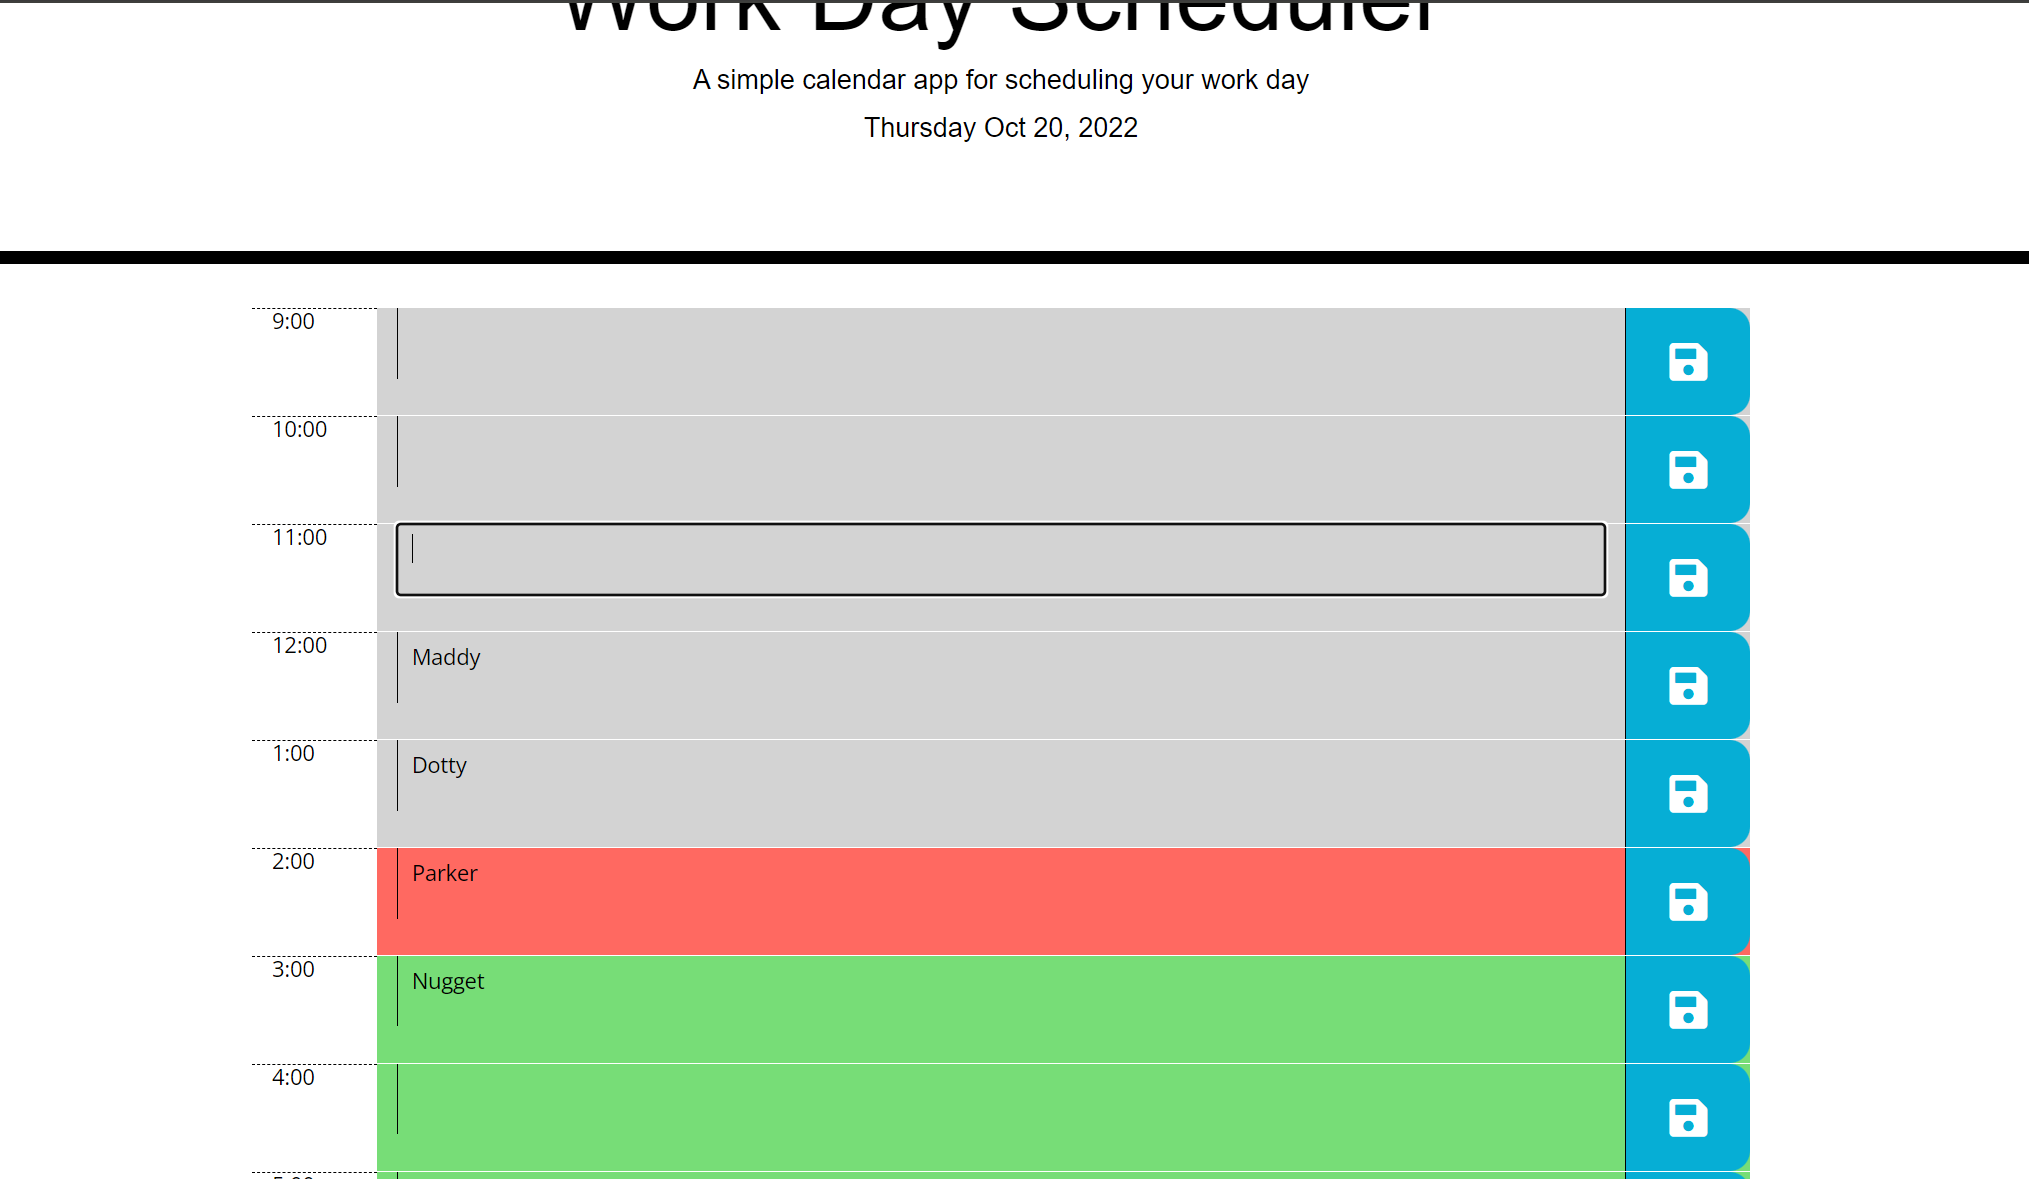 Work Day Scheduler
A simple calendar app for scheduling your work day
Thursday Oct 20, 2022
9:00
10:00
11:00
12:00
Maddy
1:00
Dotty
2:00
Parker
3:00
Nugget
4:00